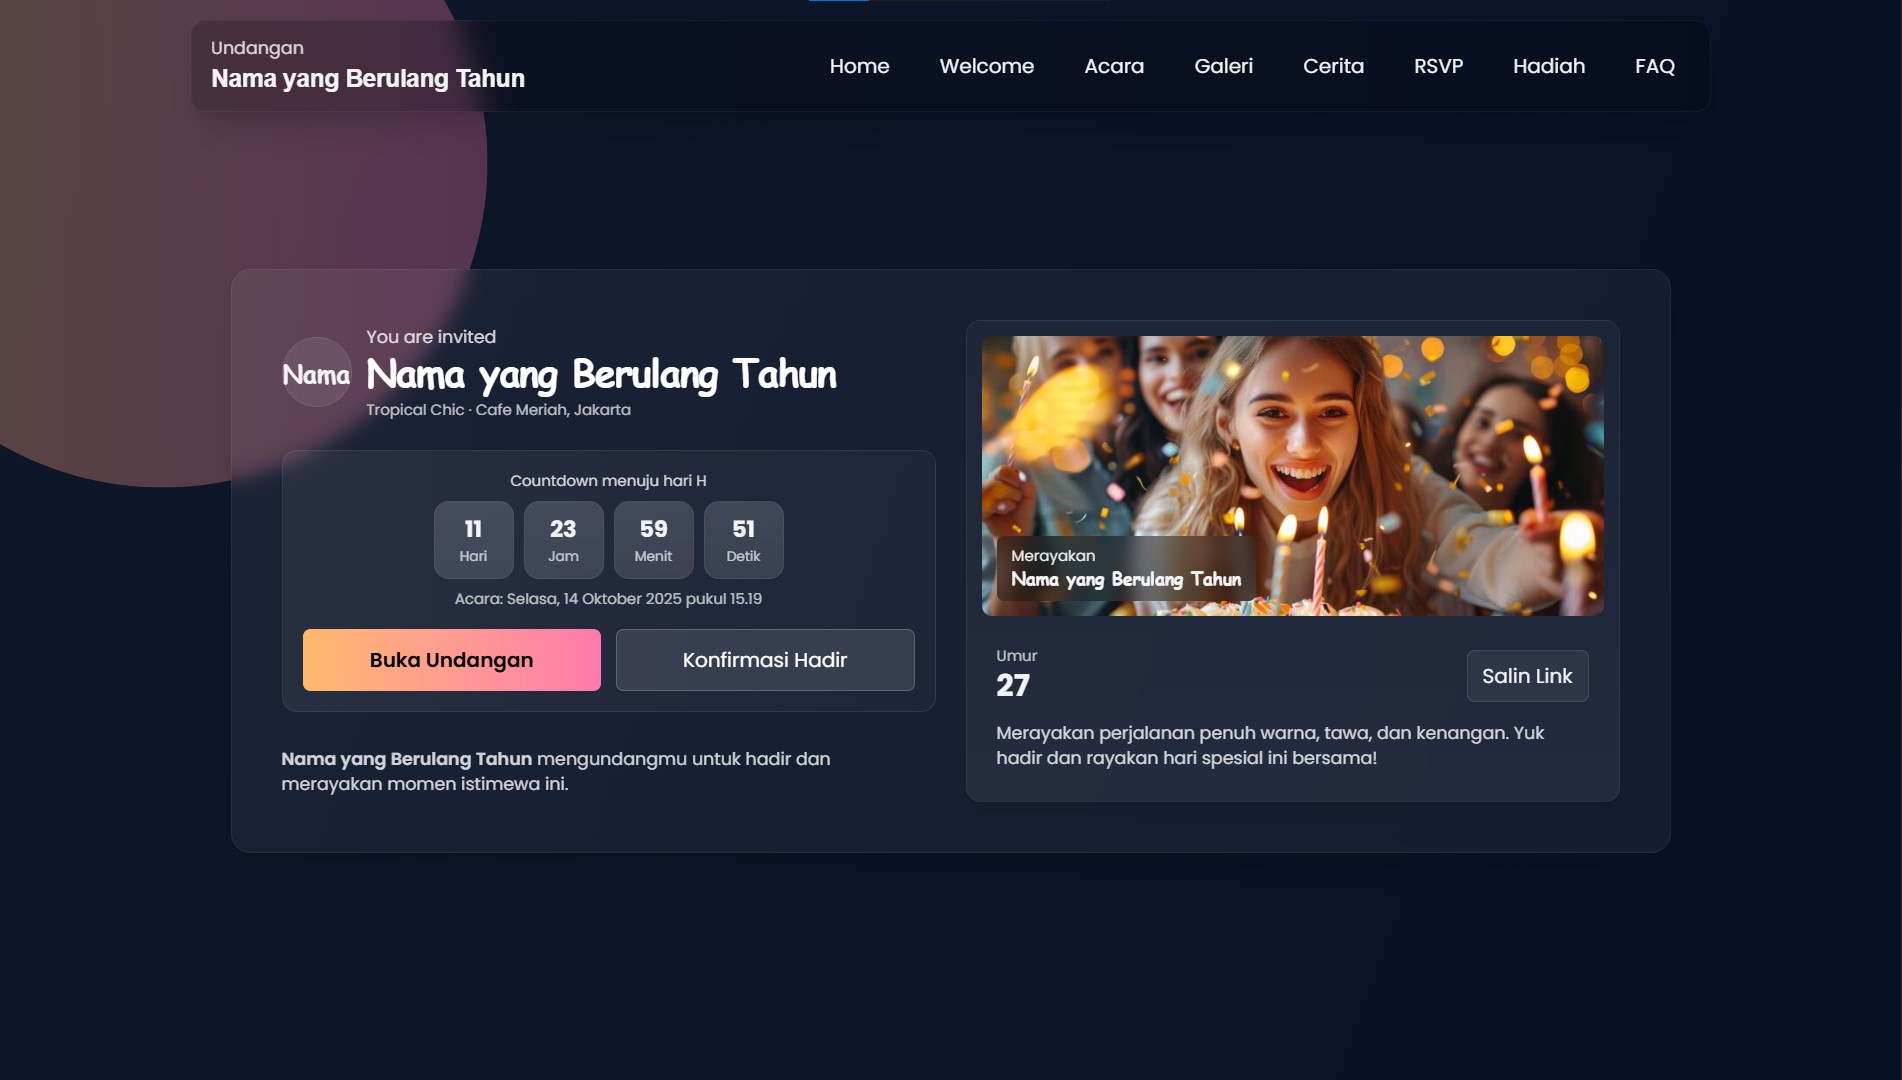 Undangan
Nama yang Berulang Tahun
Home
Welcome
Acara
Galeri
Cerita
RSVP
Hadiah
FAQ
Nama
You are invited
Nama yang Berulang Tahun
Tropical Chic · Cafe Meriah, Jakarta
Countdown menuju hari H
11
Hari
23
Jam
59
Menit
51
Detik
Acara: Selasa, 14 Oktober 2025 pukul 15.19
Buka Undangan
Konfirmasi Hadir
Nama yang Berulang Tahun mengundangmu untuk hadir dan
merayakan momen istimewa ini.
Merayakan
Nama yang Berulang Tahun
Umur
27
Salin Link
Merayakan perjalanan penuh warna, tawa, dan kenangan. Yuk
hadir dan rayakan hari spesial ini bersama!